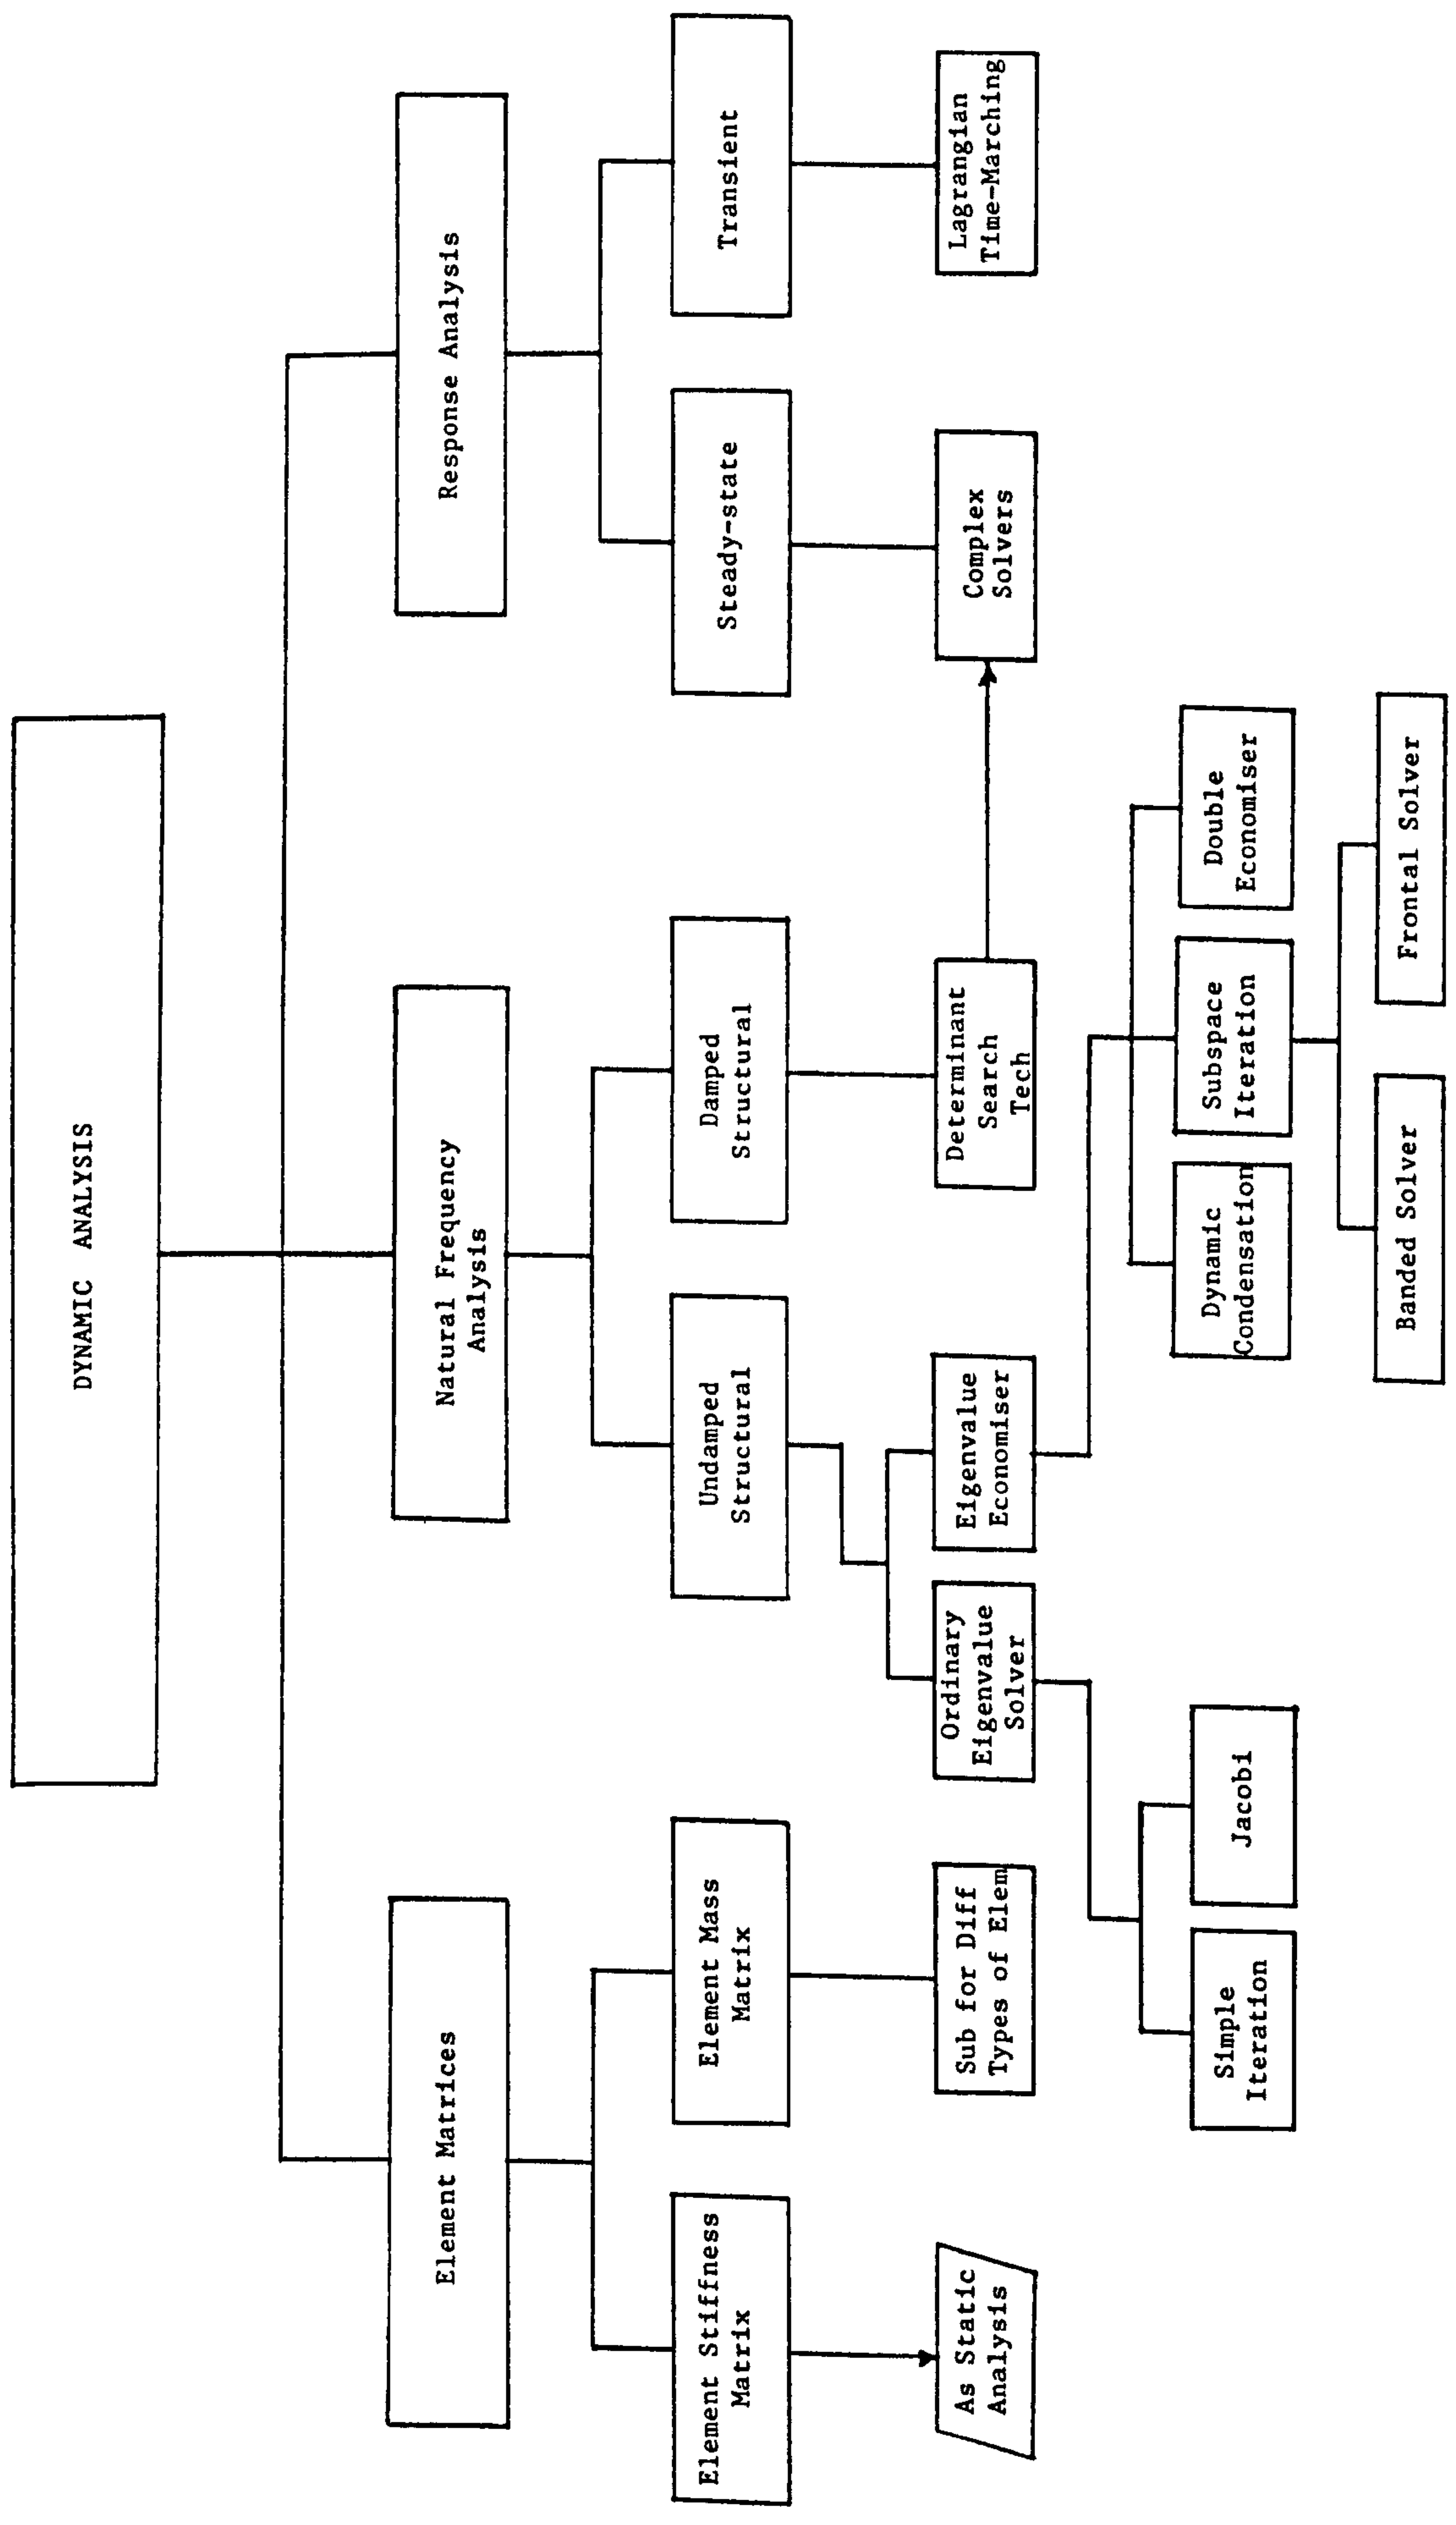 DYNAMIC ANALYSIS
Element Matrices
Natural Frequency
Analysis
Response Analysis
Element Stiffness
Matrix
Element Mass
Matrix
Undamped
Structural
Damped
Structural
Steady-state
Transient
As Static
Analysis
Sub for Diff
Types of Elem
Ordinary
Eigenvalue
Solver
Eigenvalue
Economiser
Determinant
Search
Tech
Complex
Solvers
Lagrangian
Time-Marching
Simple
Iteration
Jacobi
Dynamic
Condensation
Subspace
Iteration
Double
Economiser
Banded Solver
Frontal Solver